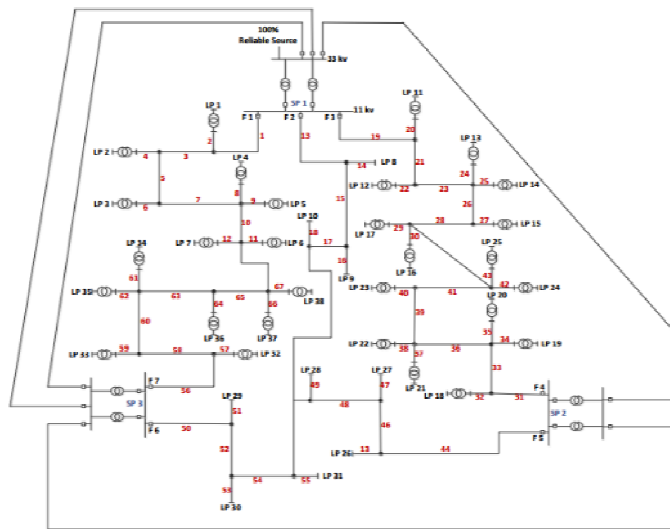 100%
Reliable Source
33 kv
SP 1
11 kv
F 1
F 2
F 3
1
13
19
LP 1
2
LP 2
4
3
5
LP 3
6
7
LP 4
8
9
LP 5
10
LP 7
12
11
LP 6
LP 10
18
17
14
LP 8
15
16
LP 9
LP 11
20
21
LP 12
22
23
LP 13
24
25
LP 14
26
27
LP 15
28
LP 17
29
30
LP 16
LP 25
43
42
LP 24
LP 20
LP 23
40
41
39
35
LP 22
38
37
36
34
LP 19
LP 21
33
LP 18
32
31
F 4
SP 2
F 5
LP 34
61
LP 35
62
63
64
65
66
67
LP 38
LP 36
LP 37
60
LP 33
59
58
57
LP 32
56
F 7
SP 3
F 6
50
LP 29
51
52
53
LP 30
54
55
LP 31
LP 28
49
48
LP 27
47
46
LP 26
44